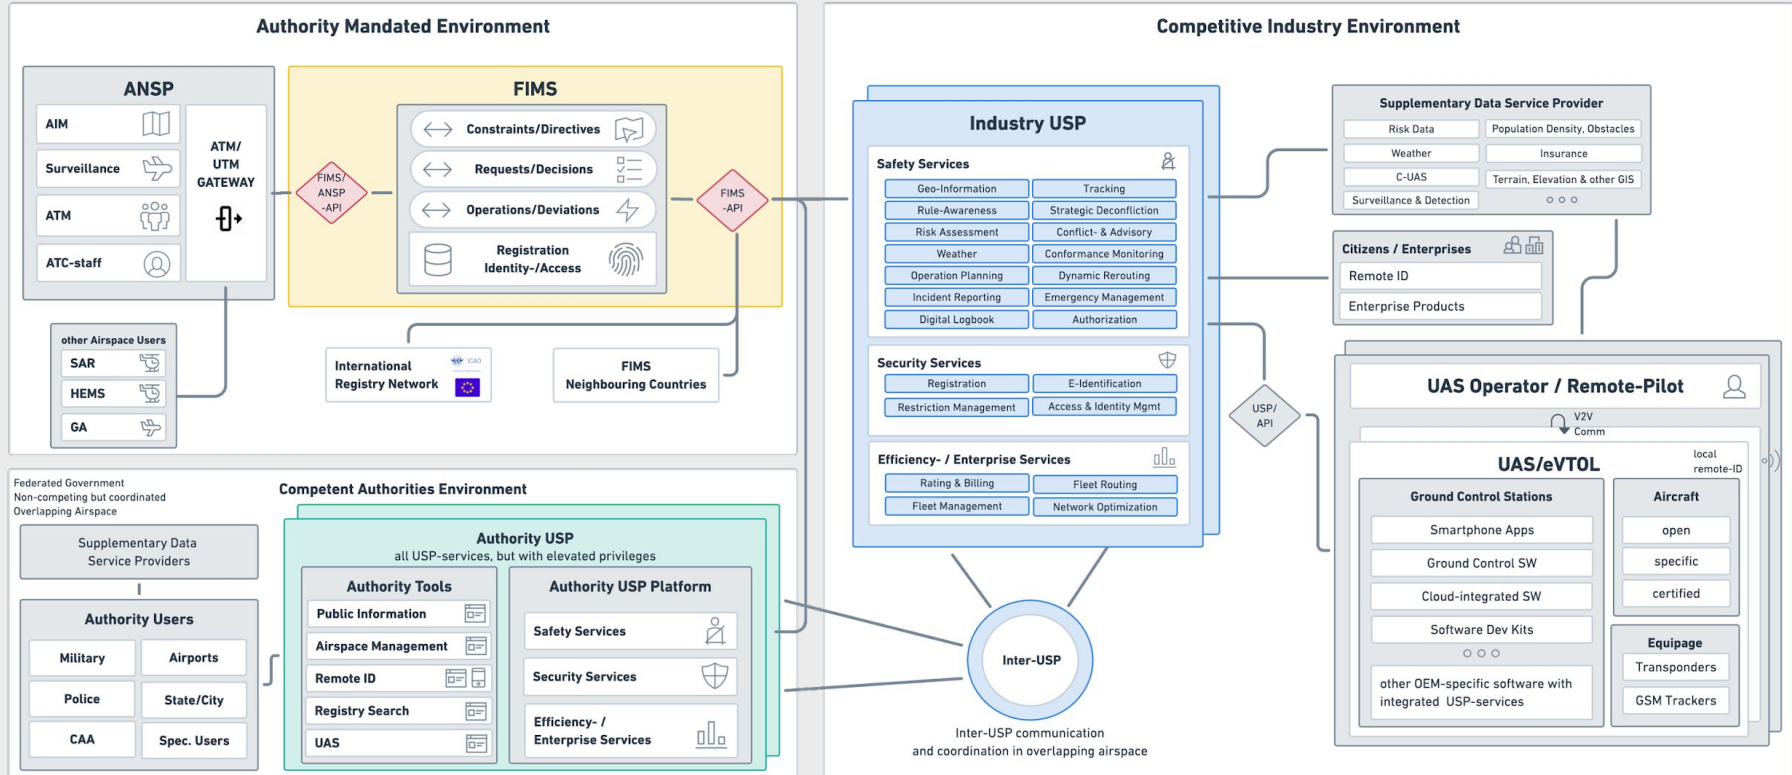 Authority Mandated Environment
ANSP
AIM
Surveillance
ATM
ATC-staff
ATM/
UTM
GATEWAY
FIMS/
ANSP
-API
FIMS
Constraints/Directives
Requests/Decisions
Operations/Deviations
Registration
Identity-/Access
FIMS
-API
other Airspace Users
SAR
HEMS
GA
International
Registry Network
ICAO
FIMS
Neighbouring Countries
Federated Government
Non-competing but coordinated
Overlapping Airspace
Competent Authorities Environment
Supplementary Data
Service Providers
Authority Users
Military
Airports
Police
State/City
CAA
Spec. Users
Authority USP
all USP-services, but with elevated privileges
Authority Tools
Public Information
Airspace Management
Remote ID
Registry Search
UAS
Authority USP Platform
Safety Services
Security Services
Efficiency- /
Enterprise Services
Competitive Industry Environment
Industry USP
Safety Services
Geo-Information
Tracking
Rule-Awareness
Strategic Deconfliction
Risk Assessment
Conflict- & Advisory
Weather
Conformance Monitoring
Operation Planning
Dynamic Rerouting
Incident Reporting
Emergency Management
Digital Logbook
Authorization
Security Services
Registration
E-Identification
Restriction Management
Access & Identity Mgmt
Efficiency- / Enterprise Services
Rating & Billing
Fleet Routing
Fleet Management
Network Optimization
Inter-USP
Inter-USP communication
and coordination in overlapping airspace
USP/
API
Supplementary Data Service Provider
Risk Data
Population Density, Obstacles
Weather
Insurance
C-UAS
Terrain, Elevation & other GIS
Surveillance & Detection
Citizens / Enterprises
Remote ID
Enterprise Products
UAS Operator / Remote-Pilot
V2V
Comm
UAS/eVTOL
local
remote-ID
Ground Control Stations
Smartphone Apps
Ground Control SW
Cloud-integrated SW
Software Dev Kits
other OEM-specific software with
integrated USP-services
Aircraft
open
specific
certified
Equipage
Transponders
GSM Trackers